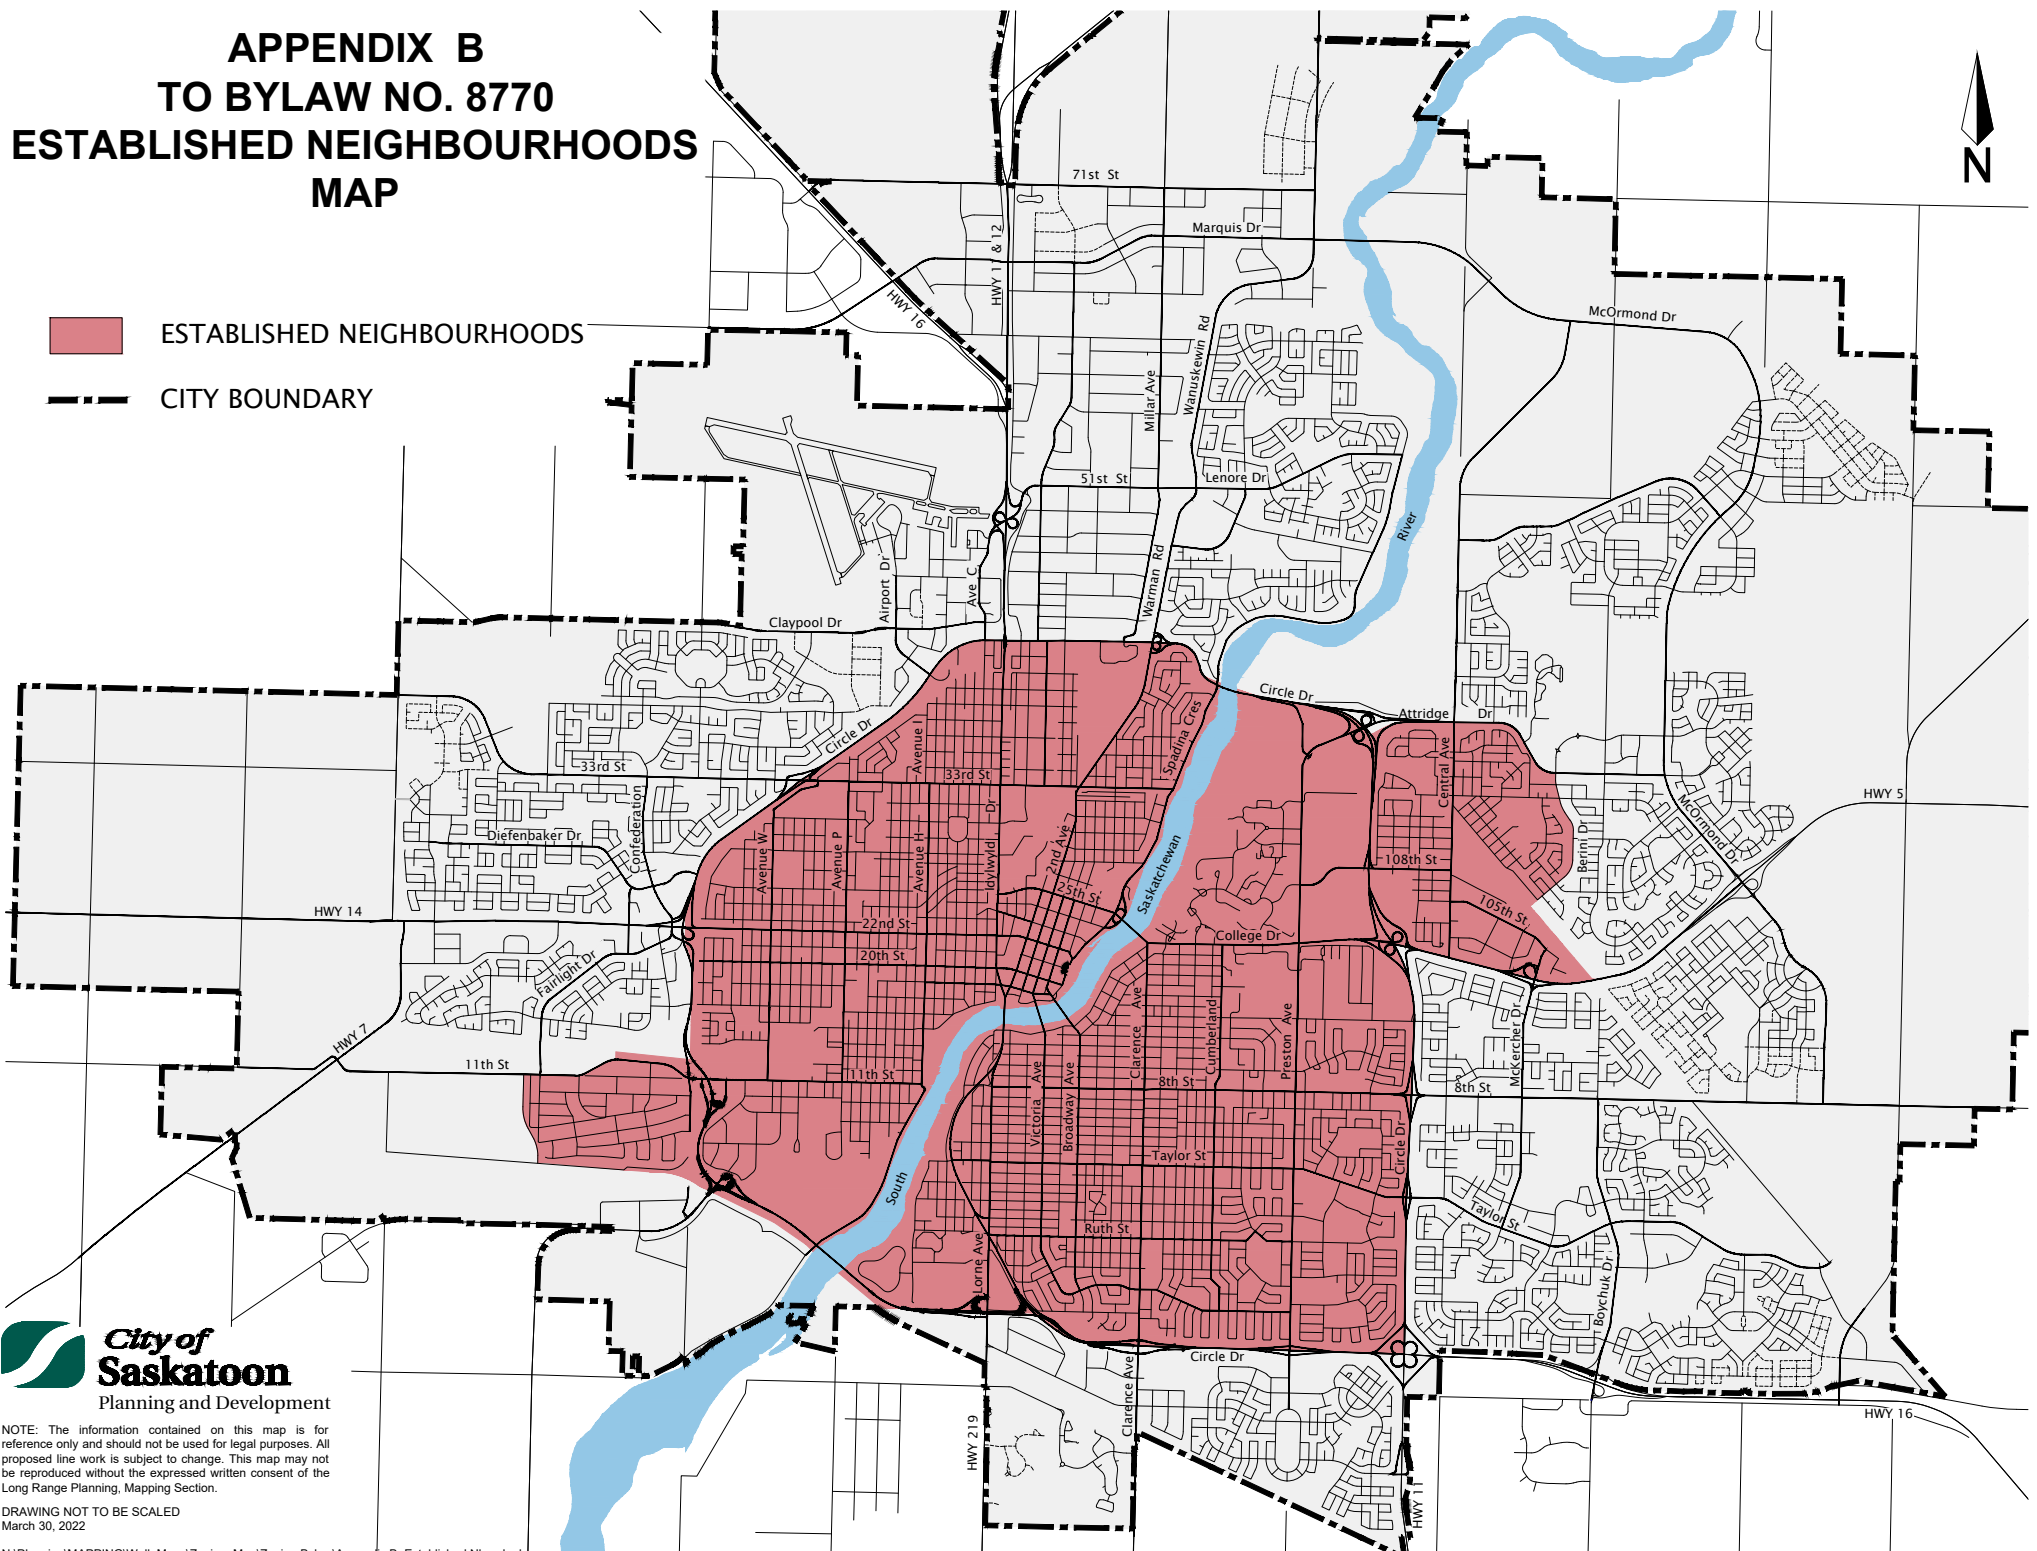 APPENDIX B
TO BYLAW NO. 8770
ESTABLISHED NEIGHBOURHOODS
MAP
N
ESTABLISHED NEIGHBOURHOODS
CITY BOUNDARY
71st St
Marquis Dr
HWY 11 & 12
HWY 16
McOrmond Dr
Wanuskewin Rd
Millar Ave
51st St
Lenore Dr
River
Airport Dr
Ave C
Warman Rd
Claypool Dr
Circle Dr
Attridge Dr
Spadina Cres
Circle Dr
Avenue I
33rd St
33rd St
Central Ave
HWY 5
Confederation
Diefenbaker Dr
Avenue W
Avenue P
Avenue H
Idylwyld Dr
2nd Ave
Saskatchewan
108th St
Berini Dr
McOrmond Dr
25th St
105th St
HWY 14
22nd St
College Dr
20th St
Fairlight Dr
HWY 7
Clarence Ave
Cumberland
Preston Ave
McKercher Dr
11th St
11th St
8th St
8th St
Victoria Ave
Broadway Ave
Circle Dr
Taylor St
South
Taylor St
Ruth St
Lorne Ave
Boychuk Dr
Circle Dr
Clarence Ave
HWY 219
HWY 11
HWY 16
City of
Saskatoon
Planning and Development
NOTE: The information contained on this map is for
reference only and should not be used for legal purposes. All
proposed line work is subject to change. This map may not
be reproduced without the expressed written consent of the
Long Range Planning, Mapping Section.
DRAWING NOT TO BE SCALED
March 30, 2022